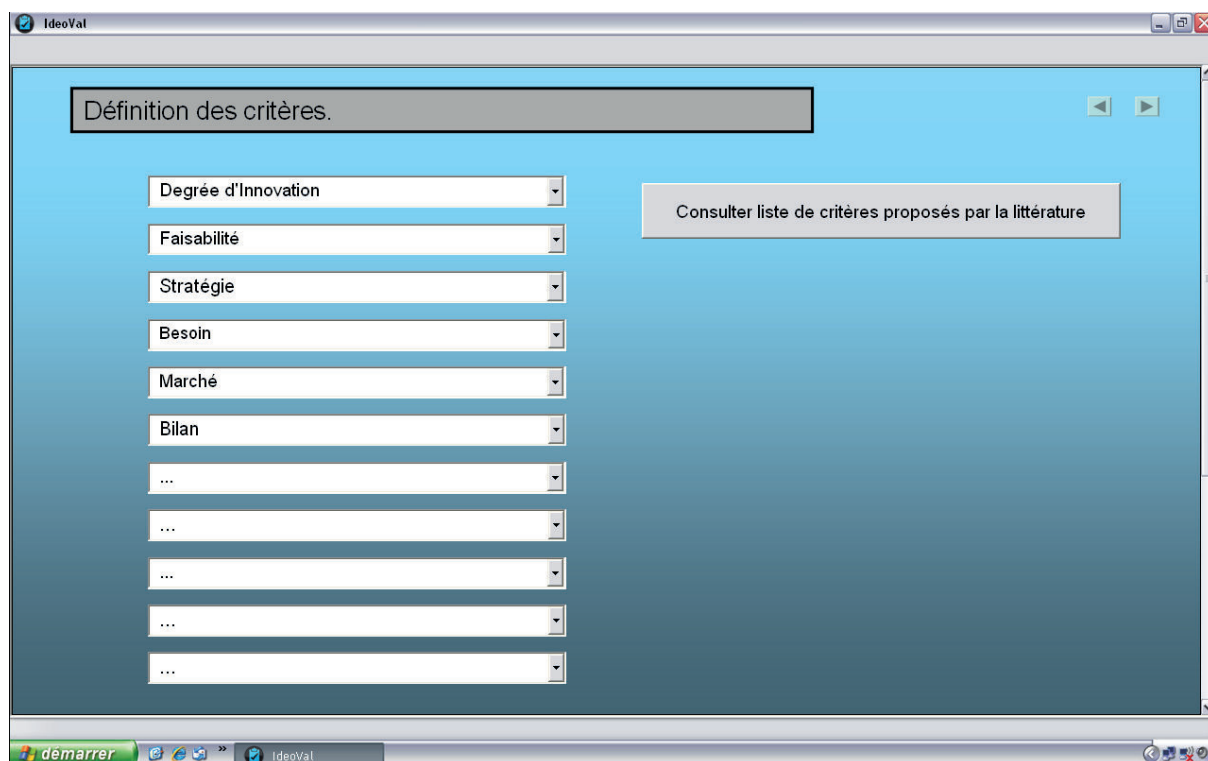 IdeoVal
Définition des critères.
Degrée d'Innovation
Consulter liste de critères proposés par la littérature
Faisabilité
Stratégie
Besoin
Marché
Bilan
...
...
...
...
...
démarrer
»
IdeoVal